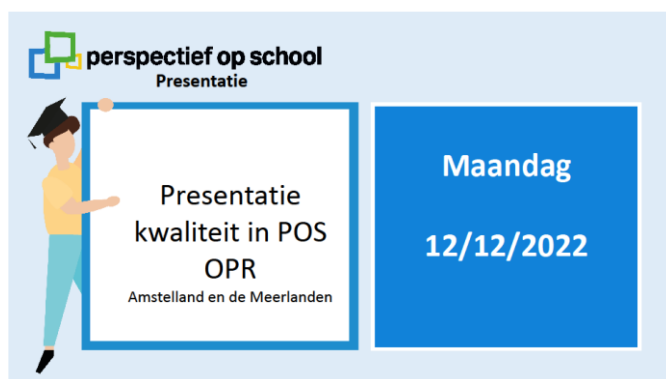 perspectief op school
Presentatie
Presentatie
kwaliteit in POS
OPR
Amstelland en de Meerlanden
Maandag
12/12/2022